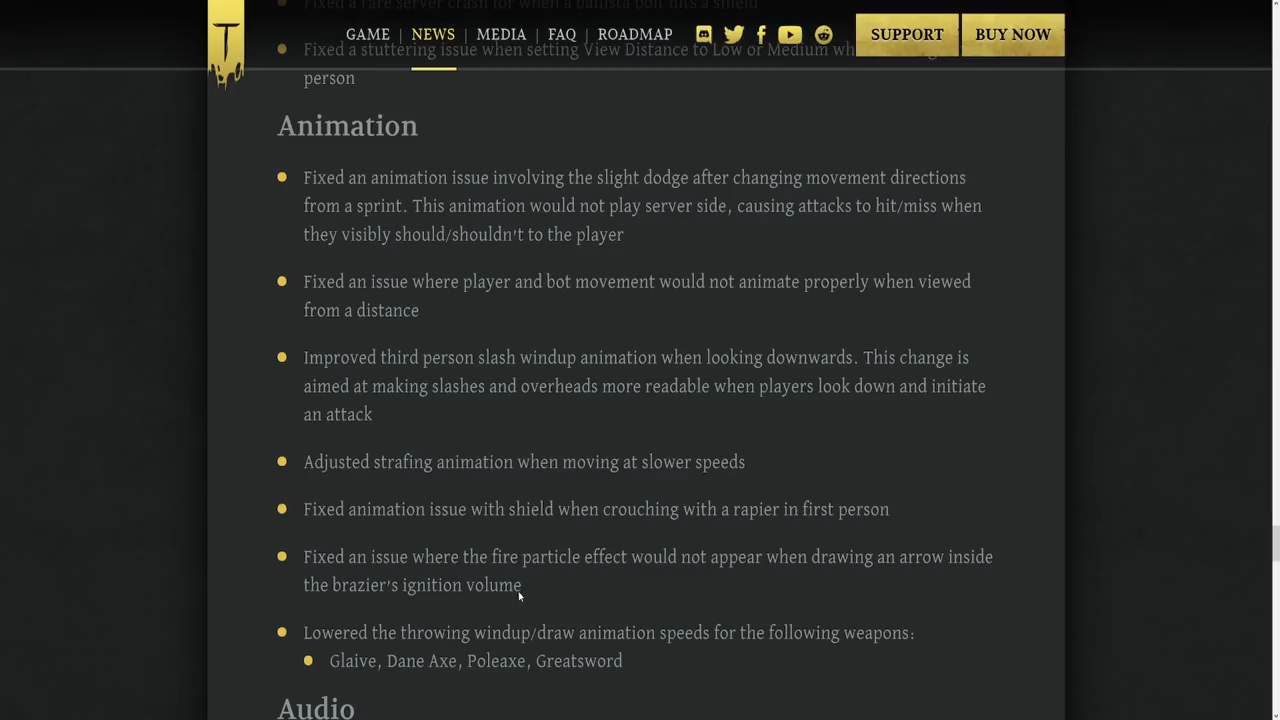 Fixed a rare server crash for when a ballista bolt hits a shield
T
GAME | NEWS | MEDIA | FAQ | ROADMAP
SUPPORT
BUY NOW
Fixed a stuttering issue when setting View Distance to Low or Medium
person
Animation
Fixed an animation issue involving the slight dodge after changing movement directions
from a sprint. This animation would not play server side, causing attacks to hit/miss when
they visibly should/shouldn't to the player
Fixed an issue where player and bot movement would not animate properly when viewed
from a distance
Improved third person slash windup animation when looking downwards. This change is
aimed at making slashes and overheads more readable when players look down and initiate
an attack
Adjusted strafing animation when moving at slower speeds
Fixed animation issue with shield when crouching with a rapier in first person
Fixed an issue where the fire particle effect would not appear when drawing an arrow inside
the brazier's ignition volume
Lowered the throwing windup/draw animation speeds for the following weapons:
Glaive, Dane Axe, Poleaxe, Greatsword
Audio